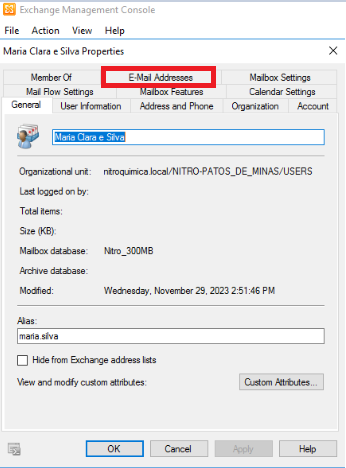 Exchange Management Console
File Action View Help
Maria Clara e Silva Properties
Member Of E-Mail Addresses Mailbox Settings
Mail Flow Settings Mailbox Features Calendar Settings
General User Information Address and Phone Organization Account
Maria Clara e Silva
Organizational unit: nitroquimica.local/NITRO-PATOS_DE_MINAS/USERS
Last logged on by:
Total items:
Size (KB):
Mailbox database: Nitro_300MB
Archive database:
Modified: Wednesday, November 29, 2023 2:51:46 PM
Alias:
maria.silva
Hide from Exchange address lists
View and modify custom attributes: Custom Attributes...
OK Cancel Apply Help